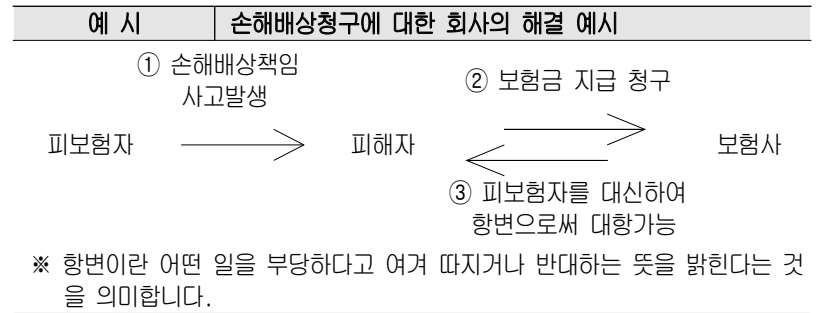 예 시 손해배상청구에 대한 회사의 해결 예시
① 손해배상책임
사고발생
② 보험금 지급 청구
피보험자 피해자 보험사
③ 피보험자를 대신하여
항변으로써 대항가능
※ 항변이란 어떤 일을 부당하다고 여겨 따지거나 반대하는 뜻을 밝힌다는 것
을 의미합니다.